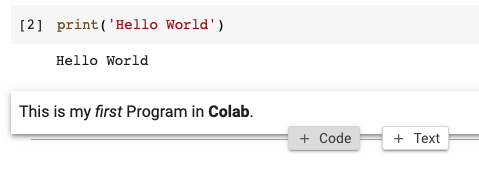 [2] print('Hello World')
Hello World
This is my first Program in Colab.
+ Code + Text